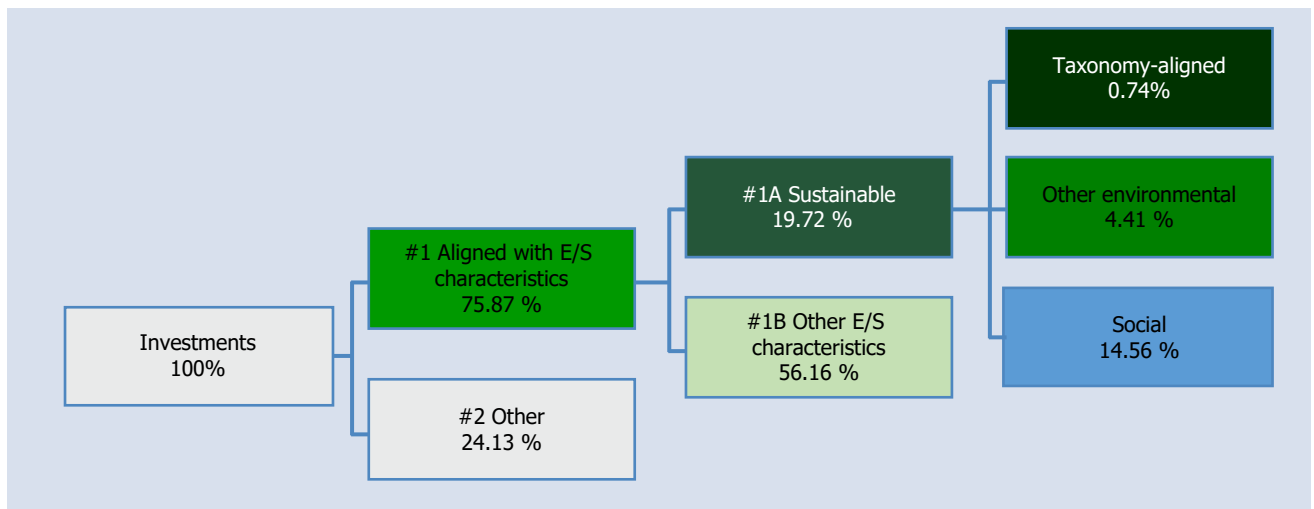 Investments
100%
#1 Aligned with E/S
characteristics
75.87 %
#2 Other
24.13 %
#1A Sustainable
19.72 %
#1B Other E/S
characteristics
56.16 %
Taxonomy-aligned
0.74%
Other environmental
4.41 %
Social
14.56 %